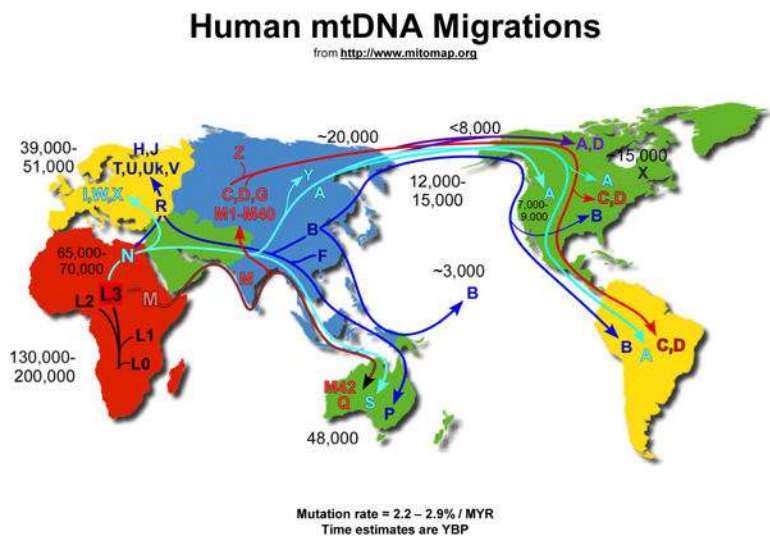 Human mtDNA Migrations
from http://www.mitomap.org
39,000-
51,000
H,J
T,U,Uk,V
I,W,X
R
Z
C,D,G
M1-M40
~20,000
Y
A
<8,000
A,D
~15,000
X
A
C,D
A
7,000-
9,000
B
12,000-
15,000
65,000-
70,000
N
L3
M
L2
L1
L0
130,000-
200,000
M
B
F
~3,000
B
M42
Q
S
P
48,000
B
A
C,D
Mutation rate = 2.2 – 2.9% / MYR
Time estimates are YBP